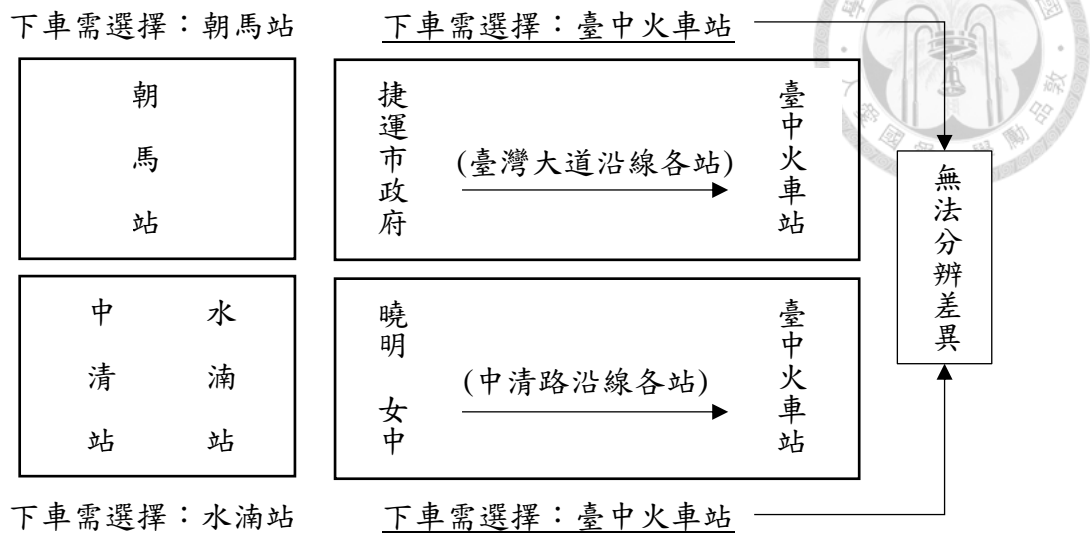 下車需選擇：朝馬站
下車需選擇：臺中火車站
朝馬站
捷運市政府
(臺灣大道沿線各站)
臺中火車站
無法分辨差異
中清站
水湳站
曉明 女中
(中清路沿線各站)
臺中火車站
下車需選擇：水湳站
下車需選擇：臺中火車站